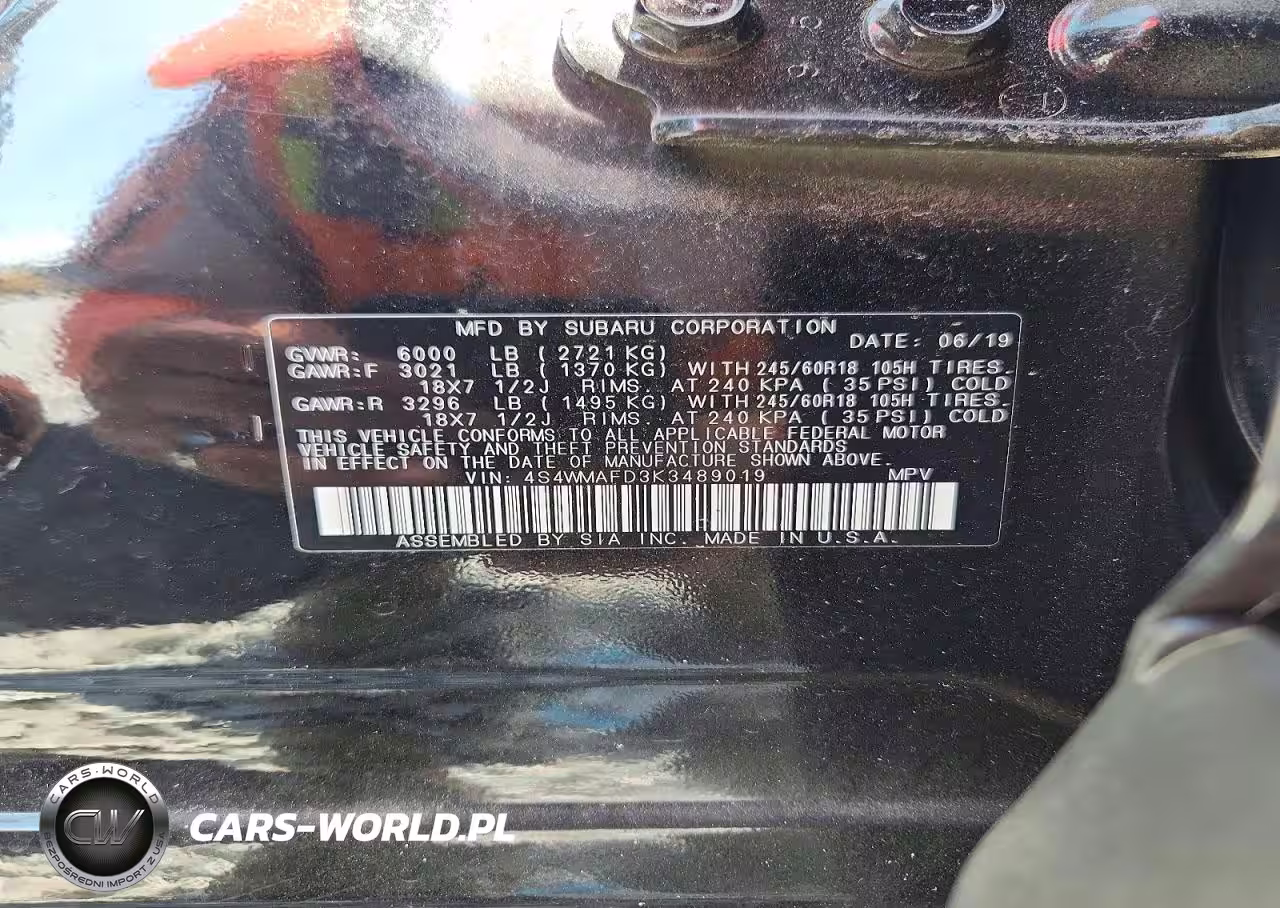 MFD BY SUBARU CORPORATION
DATE: 06/19
GVWR: 6000 LB ( 2721 KG)
GAWR:F 3021 LB ( 1370 KG) WITH 245/60R18 105H TIRES.
18X7 1/2J RIMS. AT 240 KPA ( 35 PSI) COLD
GAWR:R 3296 LB ( 1495 KG) WITH 245/60R18 105H TIRES.
18X7 1/2J RIMS. AT 240 KPA ( 35 PSI) COLD
THIS VEHICLE CONFORMS TO ALL APPLICABLE FEDERAL MOTOR
VEHICLE SAFETY AND THEFT PREVENTION STANDARDS
IN EFFECT ON THE DATE OF MANUFACTURE SHOWN ABOVE.
VIN: 4S4WMAFD3K3489019 MPV
ASSEMBLED BY SIA INC. MADE IN U.S.A.
CARS-WORLD
CW
BEZPOŚREDNI IMPORT Z USA
CARS-WORLD.PL